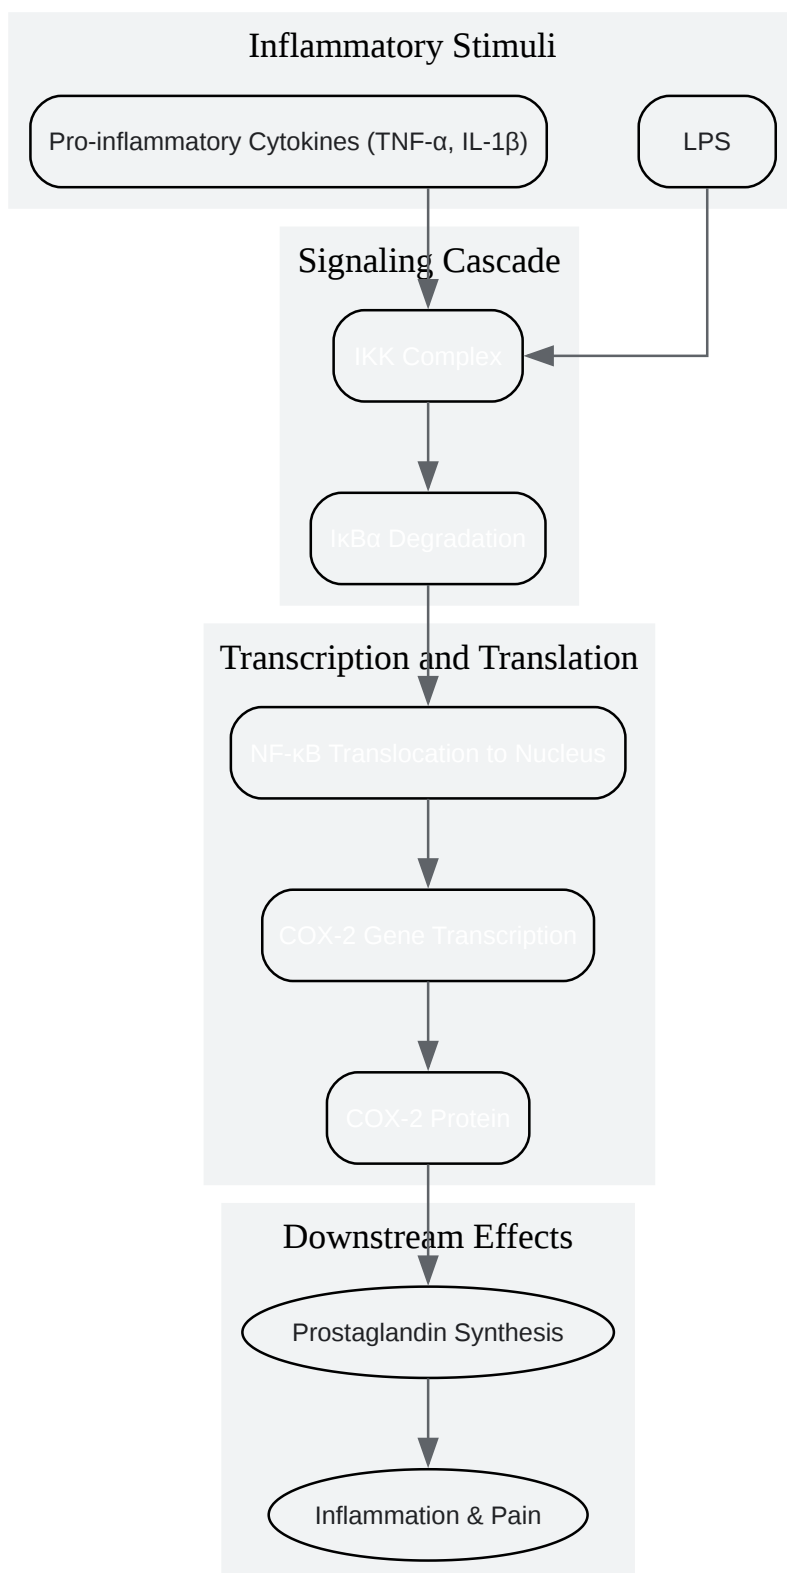 Inflammatory Stimuli
Pro-inflammatory Cytokines (TNF-α, IL-1β)
LPS
Signaling Cascade
IKK Complex
IκBα Degradation
Transcription and Translation
NF-κB Translocation to Nucleus
COX-2 Gene Transcription
COX-2 Protein
Downstream Effects
Prostaglandin Synthesis
Inflammation & Pain